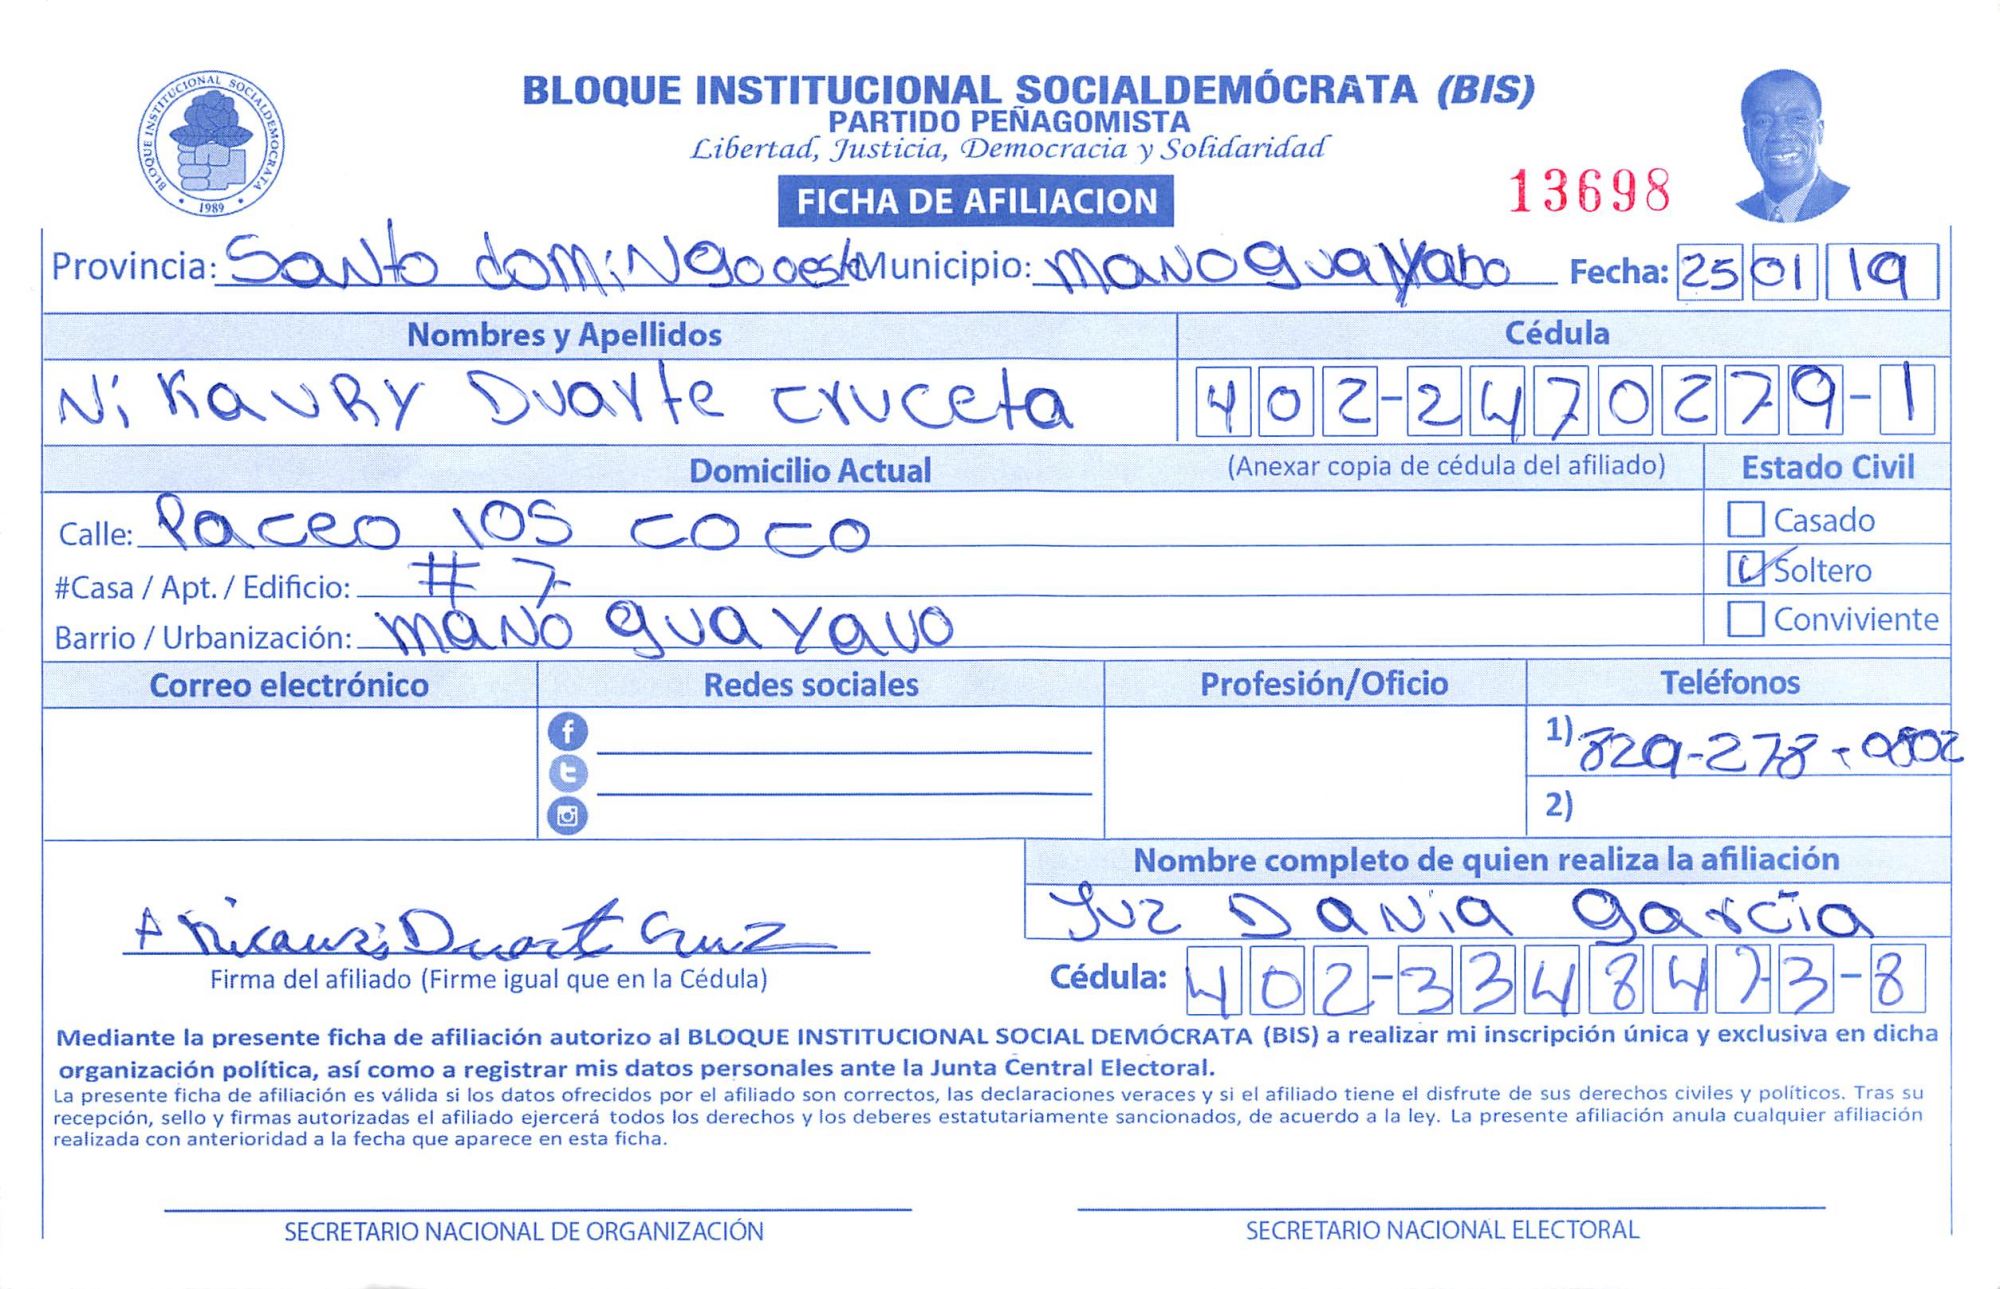 BLOQUE INSTITUCIONAL SOCIALDEMOCRATA
1989
BLOQUE INSTITUCIONAL SOCIALDEMÓCRATA (BIS)
PARTIDO PEÑAGOMISTA
Libertad, Justicia, Democracia y Solidaridad
FICHA DE AFILIACION
13698
Provincia: Santo domiNgo oeste Municipio: maNoguayabo Fecha: 25 01 19
Nombres y Apellidos Cédula
Ni KauRy Duarte cruceta 402-2470279-1
Domicilio Actual (Anexar copia de cédula del afiliado) Estado Civil
Calle: Paceo los coco Casado
#Casa / Apt. / Edificio: # 7 Soltero
Barrio / Urbanización: maNo guayavo Conviviente
Correo electrónico Redes sociales Profesión/Oficio Teléfonos
1) 829-278-0802
2)
Nombre completo de quien realiza la afiliación
Luz DaNia garcia
Duarte Cruz
Firma del afiliado (Firme igual que en la Cédula)
Cédula: 402-3348473-8
Mediante la presente ficha de afiliación autorizo al BLOQUE INSTITUCIONAL SOCIAL DEMÓCRATA (BIS) a realizar mi inscripción única y exclusiva en dicha
organización política, así como a registrar mis datos personales ante la Junta Central Electoral.
La presente ficha de afiliación es válida si los datos ofrecidos por el afiliado son correctos, las declaraciones veraces y si el afiliado tiene el disfrute de sus derechos civiles y políticos. Tras su
recepción, sello y firmas autorizadas el afiliado ejercerá todos los derechos y los deberes estatutariamente sancionados, de acuerdo a la ley. La presente afiliación anula cualquier afiliación
realizada con anterioridad a la fecha que aparece en esta ficha.
SECRETARIO NACIONAL DE ORGANIZACIÓN SECRETARIO NACIONAL ELECTORAL